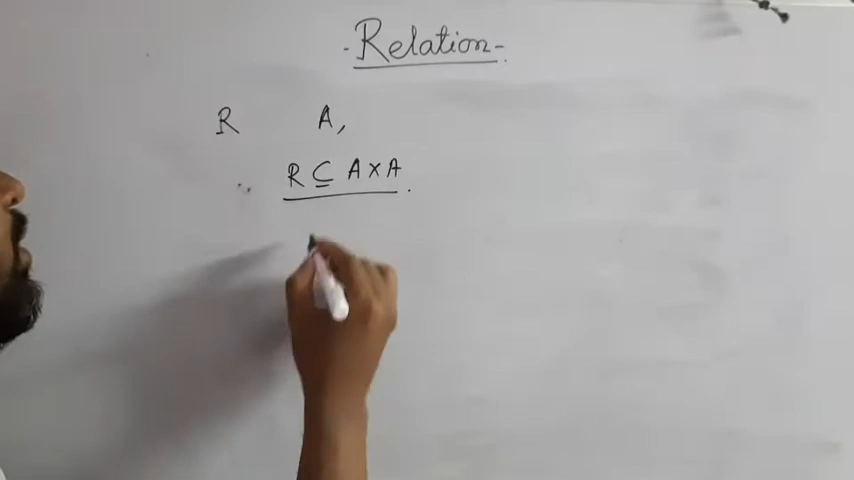 -Relation-.
R A,
R ⊆ A×A.